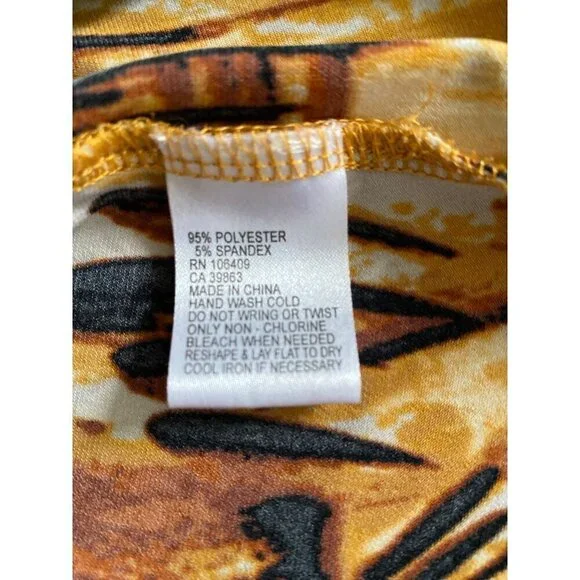 95% POLYESTER
5% SPANDEX
RN 106409
CA 39863
MADE IN CHINA
HAND WASH COLD
DO NOT WRING OR TWIST
ONLY NON - CHLORINE
BLEACH WHEN NEEDED
RESHAPE & LAY FLAT TO DRY
COOL IRON IF NECESSARY